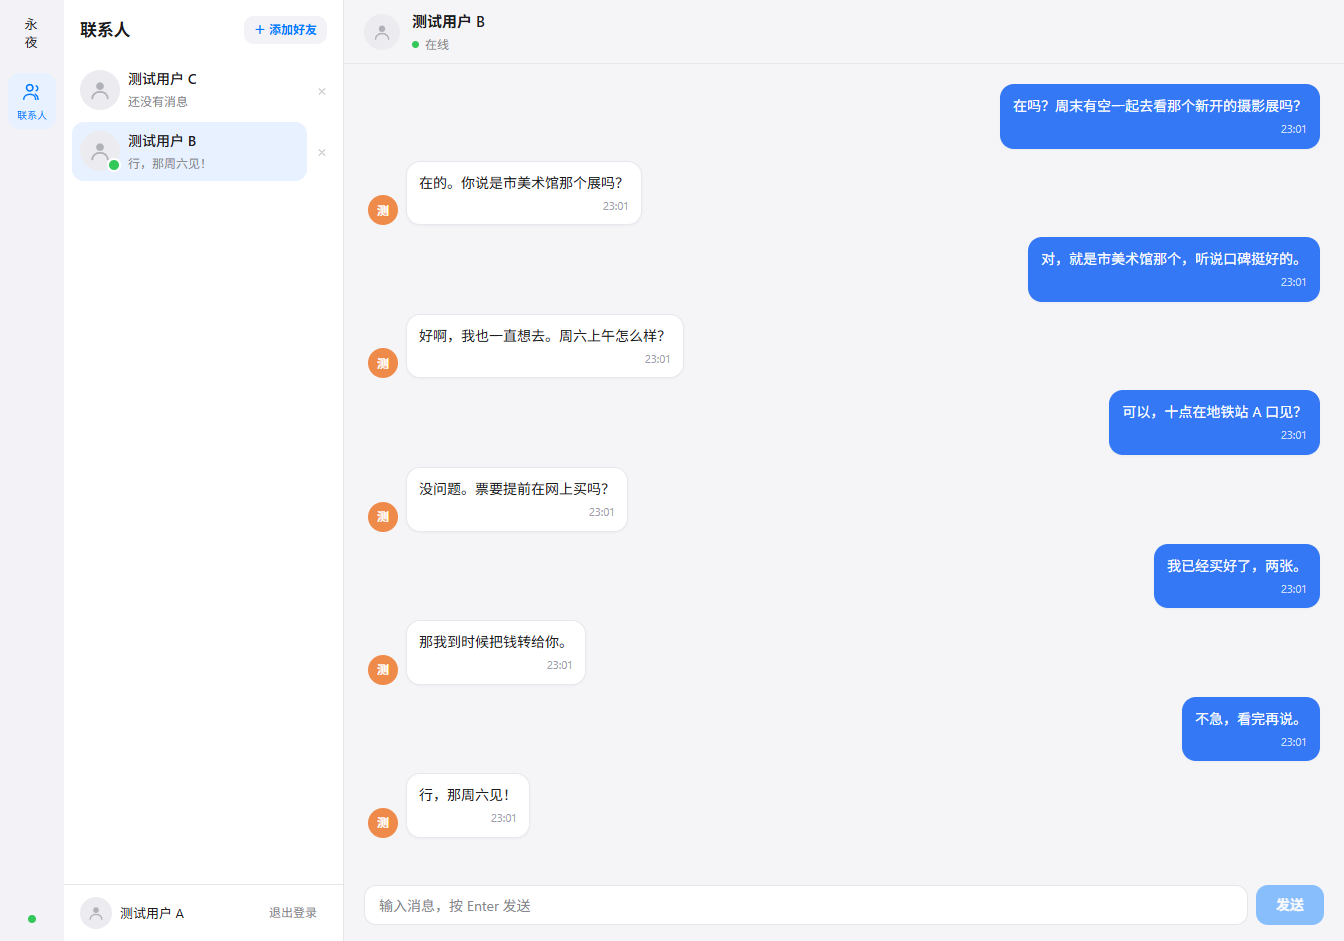 永
夜
联系人
联系人
+ 添加好友
测试用户 C
还没有消息
×
测试用户 B
行，那周六见！
×
测试用户 A
退出登录
测试用户 B
在线
在吗？周末有空一起去看那个新开的摄影展吗？
23:01
在的。你说是市美术馆那个展吗？
23:01
测
对，就是市美术馆那个，听说口碑挺好的。
23:01
好啊，我也一直想去。周六上午怎么样？
23:01
测
可以，十点在地铁站 A 口见？
23:01
没问题。票要提前在网上买吗？
23:01
测
我已经买好了，两张。
23:01
那我到时候把钱转给你。
23:01
测
不急，看完再说。
23:01
行，那周六见！
23:01
测
输入消息，按 Enter 发送
发送